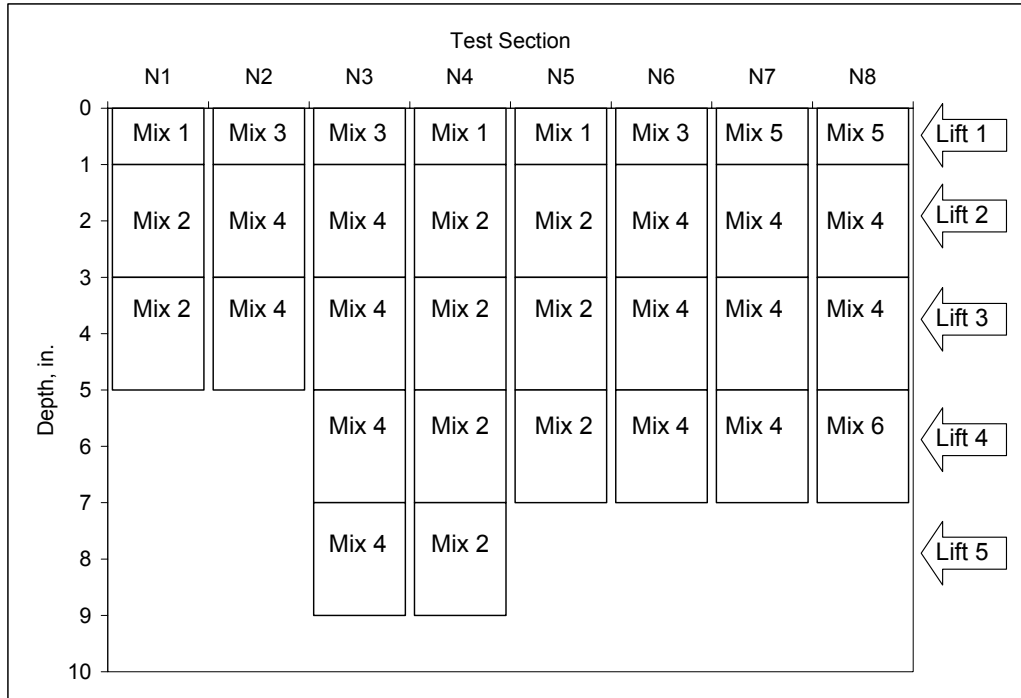 Test Section
N1 N2 N3 N4 N5 N6 N7 N8
0
Mix 1 Mix 3 Mix 3 Mix 1 Mix 1 Mix 3 Mix 5 Mix 5 Lift 1
1
2 Mix 2 Mix 4 Mix 4 Mix 2 Mix 2 Mix 4 Mix 4 Mix 4 Lift 2
3
Mix 2 Mix 4 Mix 4 Mix 2 Mix 2 Mix 4 Mix 4 Mix 4 Lift 3
4
5
Mix 4 Mix 2 Mix 2 Mix 4 Mix 4 Mix 6 Lift 4
6
7
Mix 4 Mix 2 Lift 5
8
9
10
Depth, in.